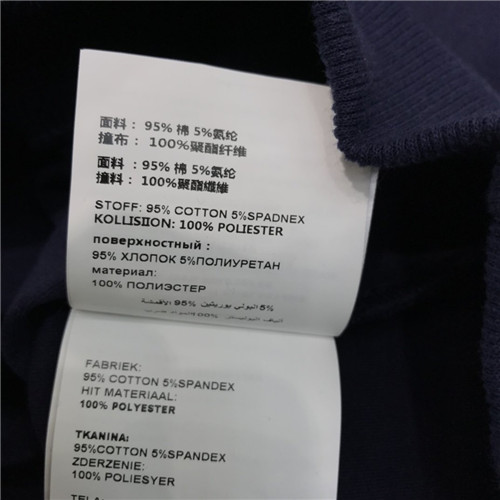 面料：95% 棉 5%氨纶
撞布：100%聚酯纤维
面料：95% 棉 5%氨纶
撞料：100%聚酯纖维
STOFF: 95% COTTON 5%SPADNEX
KOLLISIION: 100% POLIESTER
поверхностный :
95% ХЛОПОК 5%ПОЛИУРЕТАН
материал:
100% ПОЛИЭСТЕР
FABRIEK:
95% COTTON 5%SPANDEX
HIT MATERIAAL:
100% POLYESTER
TKANINA:
95%COTTON 5%SPANDEX
ZDERZENIE:
100% POLIESYER